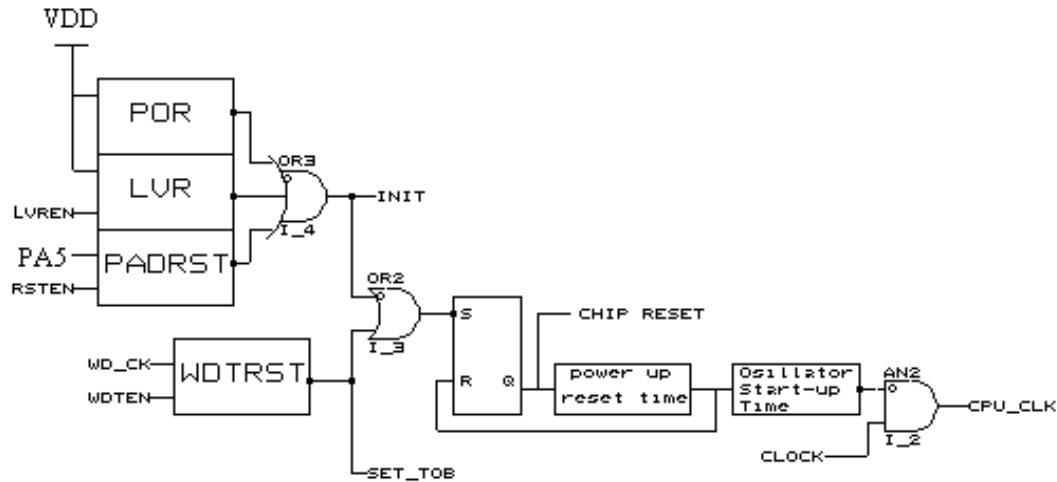 VDD
POR
OR3
LVR
INIT
LVREN
I_4
PA5
PADRST
RSTEN
OR2
S
CHIP RESET
I_3
WD_CK
WDTRST
WDTEN
R
Q
power up
reset time
Osillator
Start-up
Time
AN2
CPU_CLK
I_2
CLOCK
SET_TOB